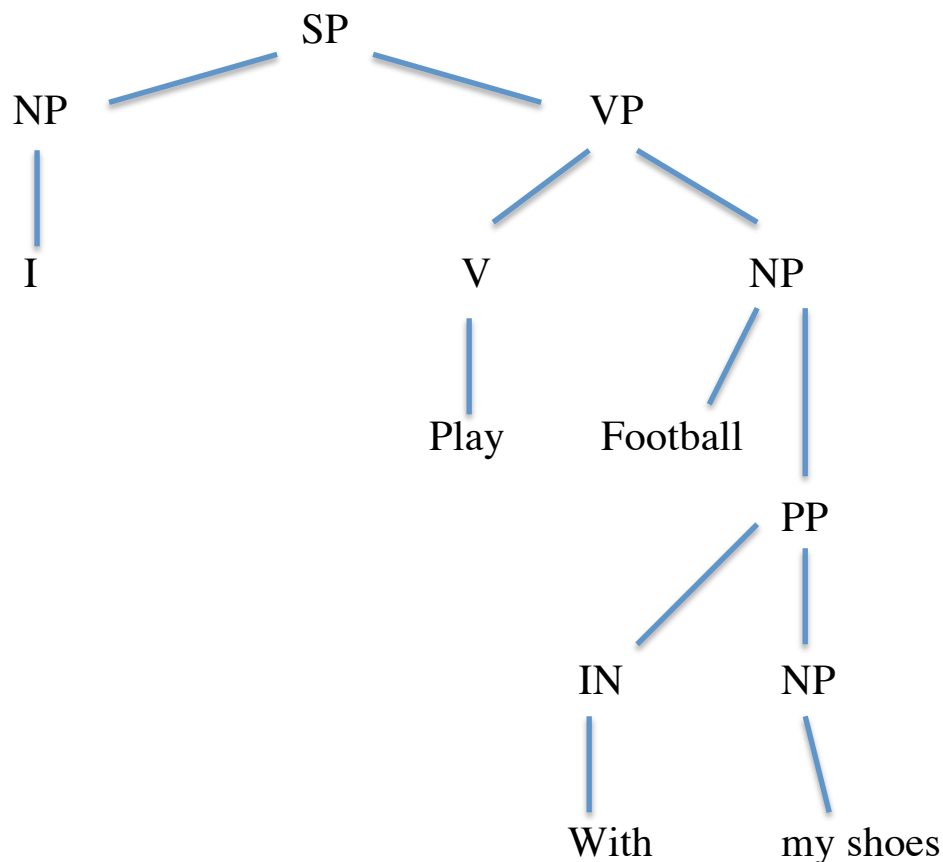 SP
NP VP
I V NP
Play Football
PP
IN NP
With my shoes